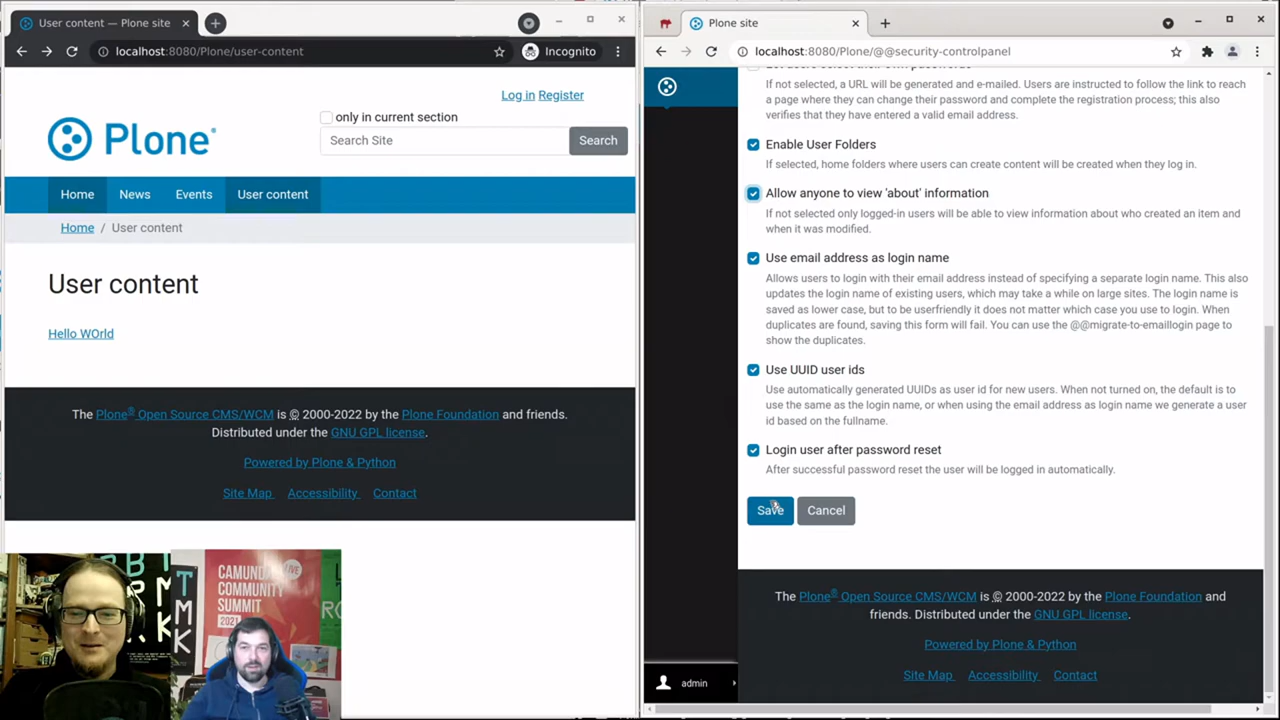 User content — Plone site
localhost:8080/Plone/user-content
Incognito
Log in Register
only in current section
Plone®
Search Site
Search
Home News Events User content
Home / User content
User content
Hello WOrld
The Plone® Open Source CMS/WCM is © 2000-2022 by the Plone Foundation and friends.
Distributed under the GNU GPL license.
Powered by Plone & Python
Site Map Accessibility Contact
CAMUNDA
COMMUNITY
SUMMIT
2021
LIVE
TMK
Plone site
localhost:8080/Plone/@@security-controlpanel
If not selected, a URL will be generated and e-mailed. Users are instructed to follow the link to reach
a page where they can change their password and complete the registration process; this also
verifies that they have entered a valid email address.
Enable User Folders
If selected, home folders where users can create content will be created when they log in.
Allow anyone to view 'about' information
If not selected only logged-in users will be able to view information about who created an item and
when it was modified.
Use email address as login name
Allows users to login with their email address instead of specifying a separate login name. This also
updates the login name of existing users, which may take a while on large sites. The login name is
saved as lower case, but to be userfriendly it does not matter which case you use to login. When
duplicates are found, saving this form will fail. You can use the @@migrate-to-emaillogin page to
show the duplicates.
Use UUID user ids
Use automatically generated UUIDs as user id for new users. When not turned on, the default is to
use the same as the login name, or when using the email address as login name we generate a user
id based on the fullname.
Login user after password reset
After successful password reset the user will be logged in automatically.
Save Cancel
The Plone® Open Source CMS/WCM is © 2000-2022 by the Plone Foundation and
friends. Distributed under the GNU GPL license.
Powered by Plone & Python
Site Map Accessibility Contact
admin